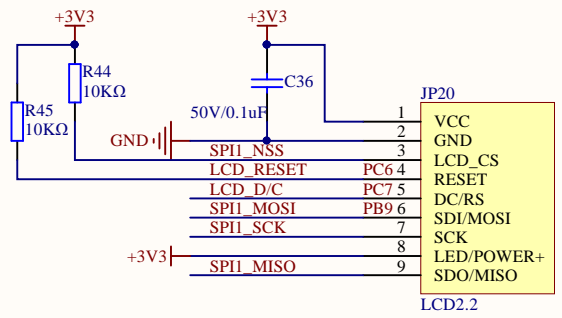 +3V3 +3V3
R44
10KΩ
C36
R45
10KΩ
50V/0.1uF
JP20
1 VCC
GND 2 GND
SPI1_NSS 3 LCD_CS
LCD_RESET PC6 4 RESET
LCD_D/C PC7 5 DC/RS
SPI1_MOSI PB9 6 SDI/MOSI
SPI1_SCK 7 SCK
+3V3 8 LED/POWER+
SPI1_MISO 9 SDO/MISO
LCD2.2